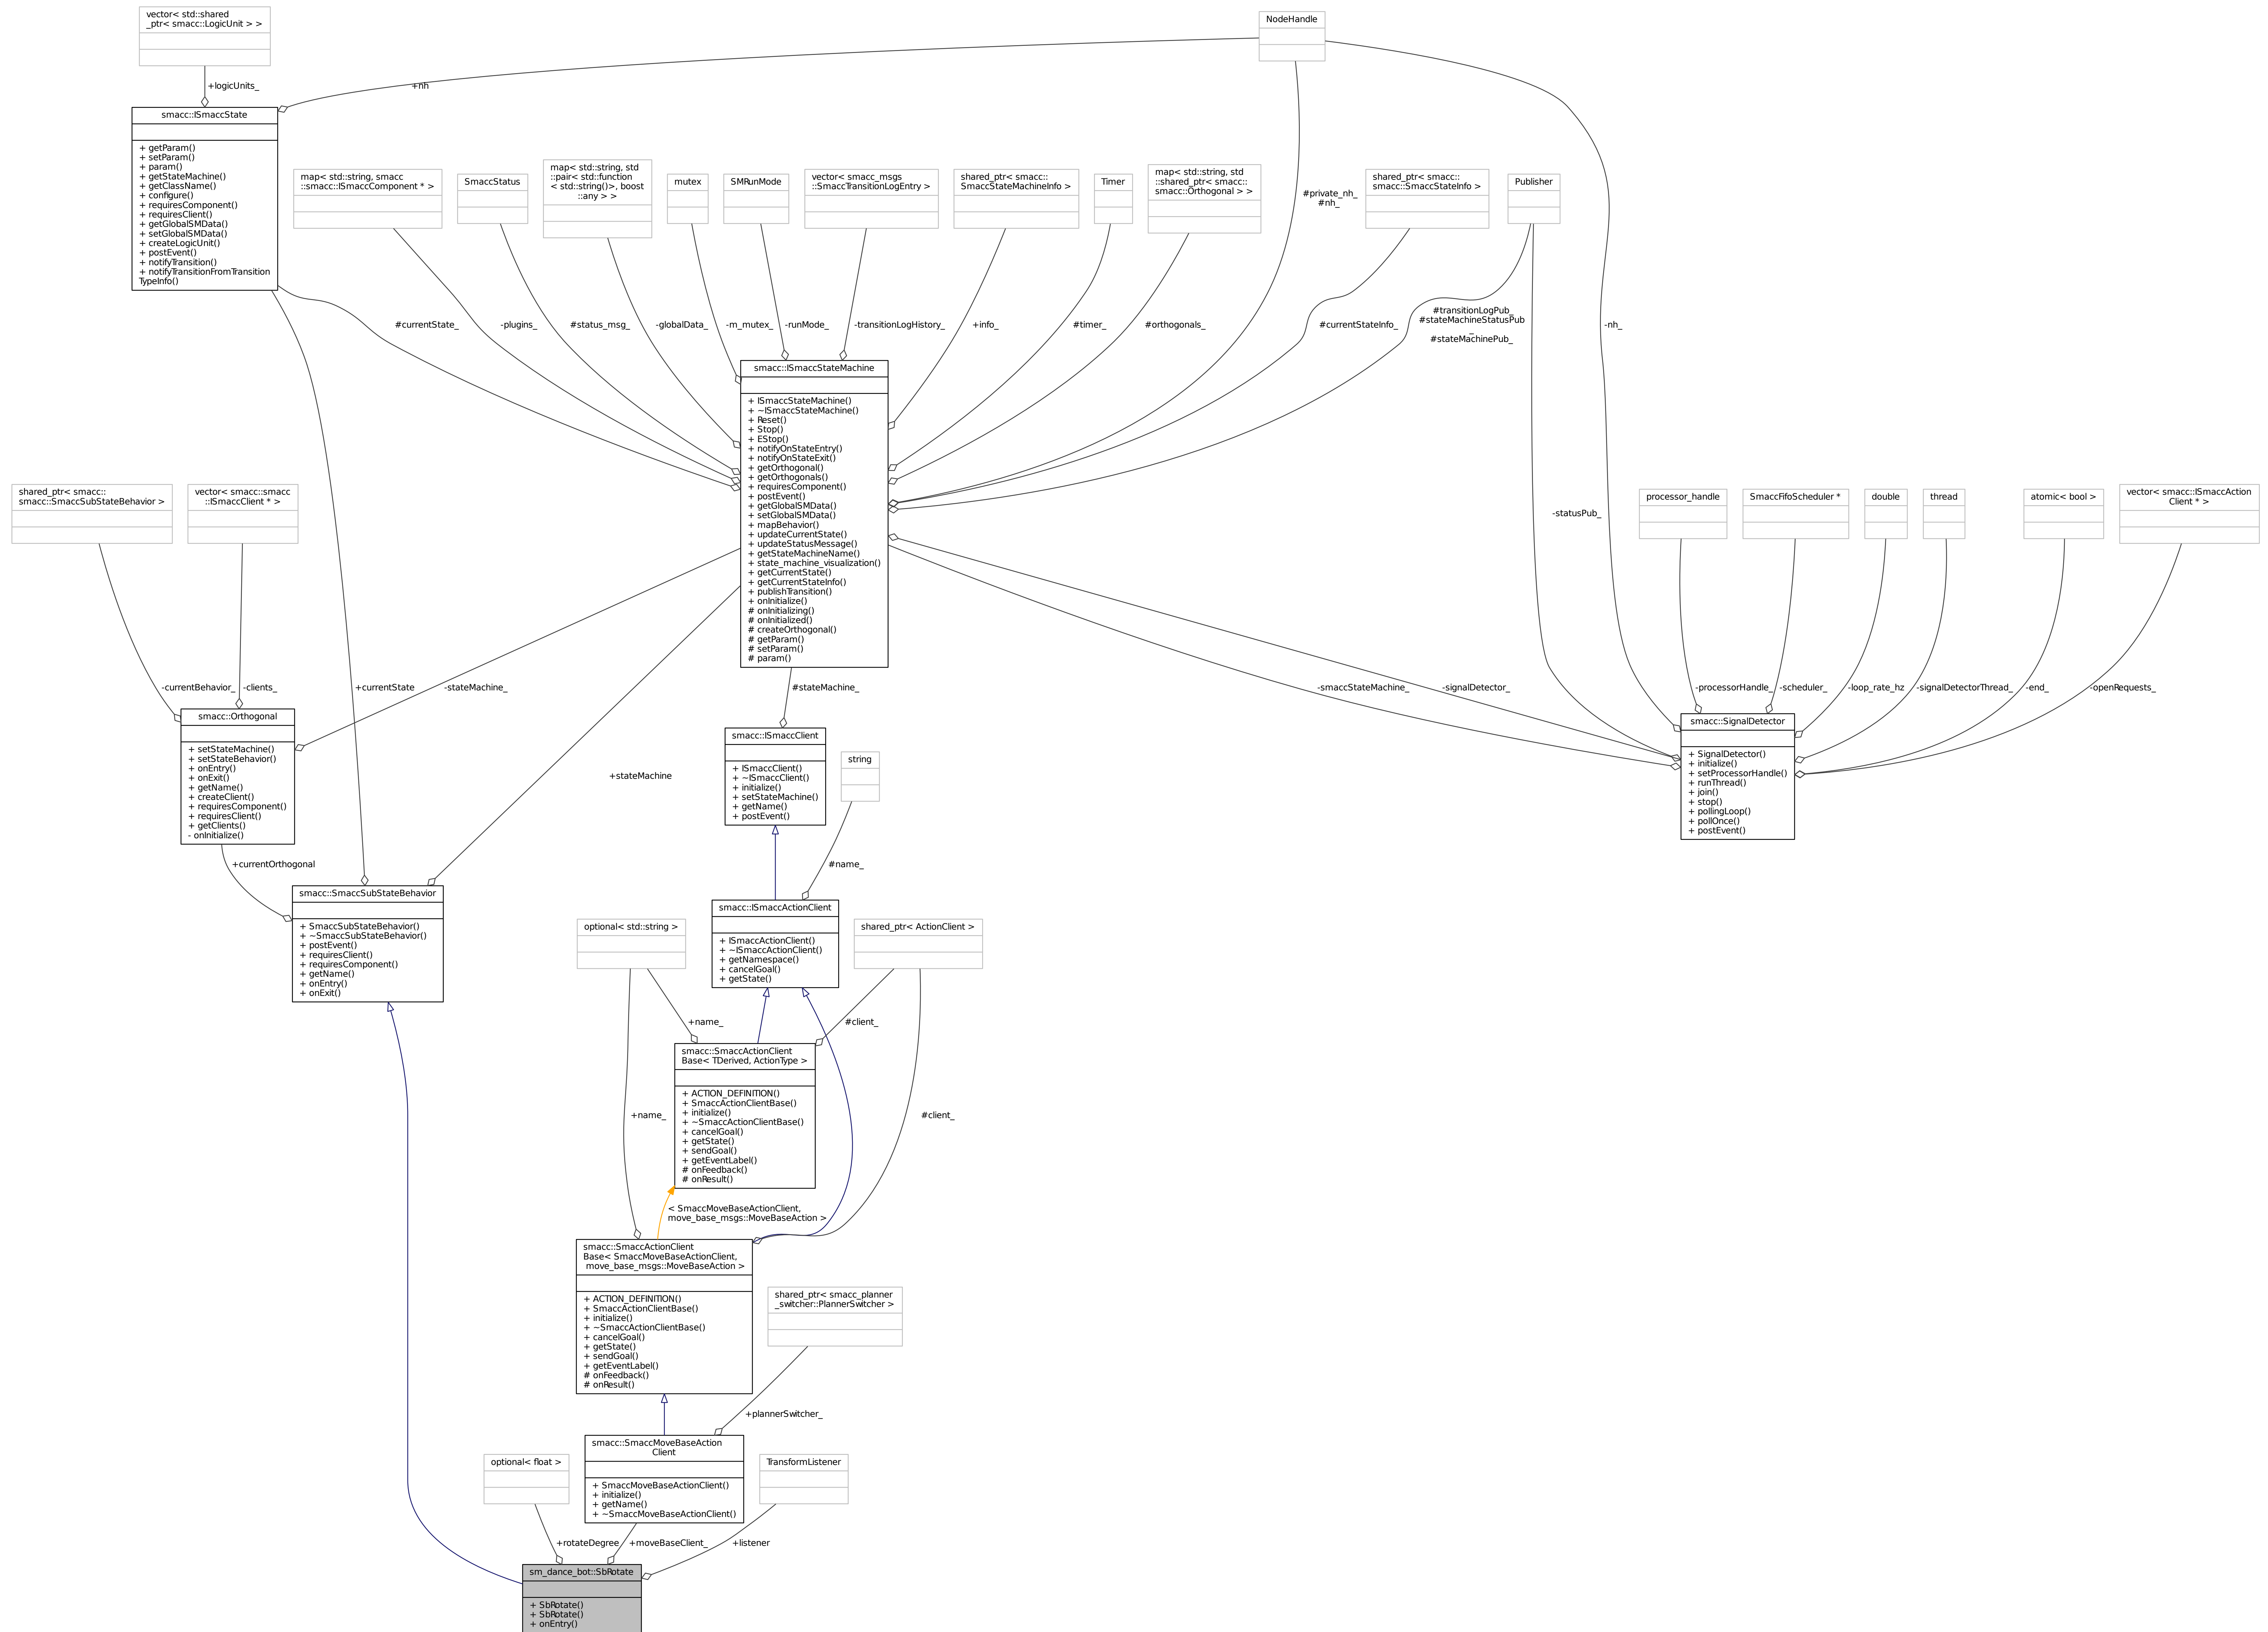 vector< std::shared
_ptr< smacc::LogicUnit > >
NodeHandle
+logicUnits_
+nh
smacc::ISmaccState
+ getParam()
+ setParam()
+ param()
+ getStateMachine()
+ getClassName()
+ configure()
+ requiresComponent()
+ requiresClient()
+ getGlobalSMData()
+ setGlobalSMData()
+ createLogicUnit()
+ postEvent()
+ notifyTransition()
+ notifyTransitionFromTransition
TypeInfo()
map< std::string, smacc
::smacc::ISmaccComponent * >
SmaccStatus
map< std::string, std
::pair< std::function
< std::string()>, boost
::any > >
mutex
SMRunMode
vector< smacc_msgs
::SmaccTransitionLogEntry >
shared_ptr< smacc::
SmaccStateMachineInfo >
Timer
map< std::string, std
::shared_ptr< smacc::
smacc::Orthogonal > >
#private_nh_
#nh_
shared_ptr< smacc::
smacc::SmaccStateInfo >
Publisher
#currentState_
-plugins_
#status_msg_
-globalData_
-m_mutex_
-runMode_
-transitionLogHistory_
+info_
#timer_
#orthogonals_
#currentStateInfo_
#transitionLogPub_
#stateMachineStatusPub
_
#stateMachinePub_
-nh_
smacc::ISmaccStateMachine
+ ISmaccStateMachine()
+ ~ISmaccStateMachine()
+ Reset()
+ Stop()
+ EStop()
+ notifyOnStateEntry()
+ notifyOnStateExit()
+ getOrthogonal()
+ getOrthogonals()
+ requiresComponent()
+ postEvent()
+ getGlobalSMData()
+ setGlobalSMData()
+ mapBehavior()
+ updateCurrentState()
+ updateStatusMessage()
+ getStateMachineName()
+ state_machine_visualization()
+ getCurrentState()
+ getCurrentStateInfo()
+ publishTransition()
+ onInitialize()
# onInitializing()
# onInitialized()
# createOrthogonal()
# getParam()
# setParam()
# param()
shared_ptr< smacc::
smacc::SmaccSubStateBehavior >
vector< smacc::smacc
::ISmaccClient * >
-statusPub_
processor_handle
SmaccFifoScheduler *
double
thread
atomic< bool >
vector< smacc::ISmaccAction
Client * >
-currentBehavior_
-clients_
+currentState
-stateMachine_
#stateMachine_
-smaccStateMachine_
-signalDetector_
-processorHandle_
-scheduler_
-loop_rate_hz
-signalDetectorThread_
-end_
-openRequests_
smacc::Orthogonal
+ setStateMachine()
+ setStateBehavior()
+ onEntry()
+ onExit()
+ getName()
+ createClient()
+ requiresComponent()
+ requiresClient()
+ getClients()
- onInitialize()
smacc::SignalDetector
+ SignalDetector()
+ initialize()
+ setProcessorHandle()
+ runThread()
+ join()
+ stop()
+ pollingLoop()
+ pollOnce()
+ postEvent()
smacc::ISmaccClient
+ ISmaccClient()
+ ~ISmaccClient()
+ initialize()
+ setStateMachine()
+ getName()
+ postEvent()
string
+stateMachine
+currentOrthogonal
#name_
smacc::SmaccSubStateBehavior
+ SmaccSubStateBehavior()
+ ~SmaccSubStateBehavior()
+ postEvent()
+ requiresClient()
+ requiresComponent()
+ getName()
+ onEntry()
+ onExit()
smacc::ISmaccActionClient
+ ISmaccActionClient()
+ ~ISmaccActionClient()
+ getNamespace()
+ cancelGoal()
+ getState()
optional< std::string >
shared_ptr< ActionClient >
+name_
#client_
smacc::SmaccActionClient
Base< TDerived, ActionType >
+ ACTION_DEFINITION()
+ SmaccActionClientBase()
+ initialize()
+ ~SmaccActionClientBase()
+ cancelGoal()
+ getState()
+ sendGoal()
+ getEventLabel()
# onFeedback()
# onResult()
+name_
#client_
< SmaccMoveBaseActionClient,
move_base_msgs::MoveBaseAction >
smacc::SmaccActionClient
Base< SmaccMoveBaseActionClient,
move_base_msgs::MoveBaseAction >
+ ACTION_DEFINITION()
+ SmaccActionClientBase()
+ initialize()
+ ~SmaccActionClientBase()
+ cancelGoal()
+ getState()
+ sendGoal()
+ getEventLabel()
# onFeedback()
# onResult()
shared_ptr< smacc_planner
_switcher::PlannerSwitcher >
+plannerSwitcher_
smacc::SmaccMoveBaseAction
Client
+ SmaccMoveBaseActionClient()
+ initialize()
+ getName()
+ ~SmaccMoveBaseActionClient()
optional< float >
TransformListener
+rotateDegree
+moveBaseClient_
+listener
sm_dance_bot::SbRotate
+ SbRotate()
+ SbRotate()
+ onEntry()